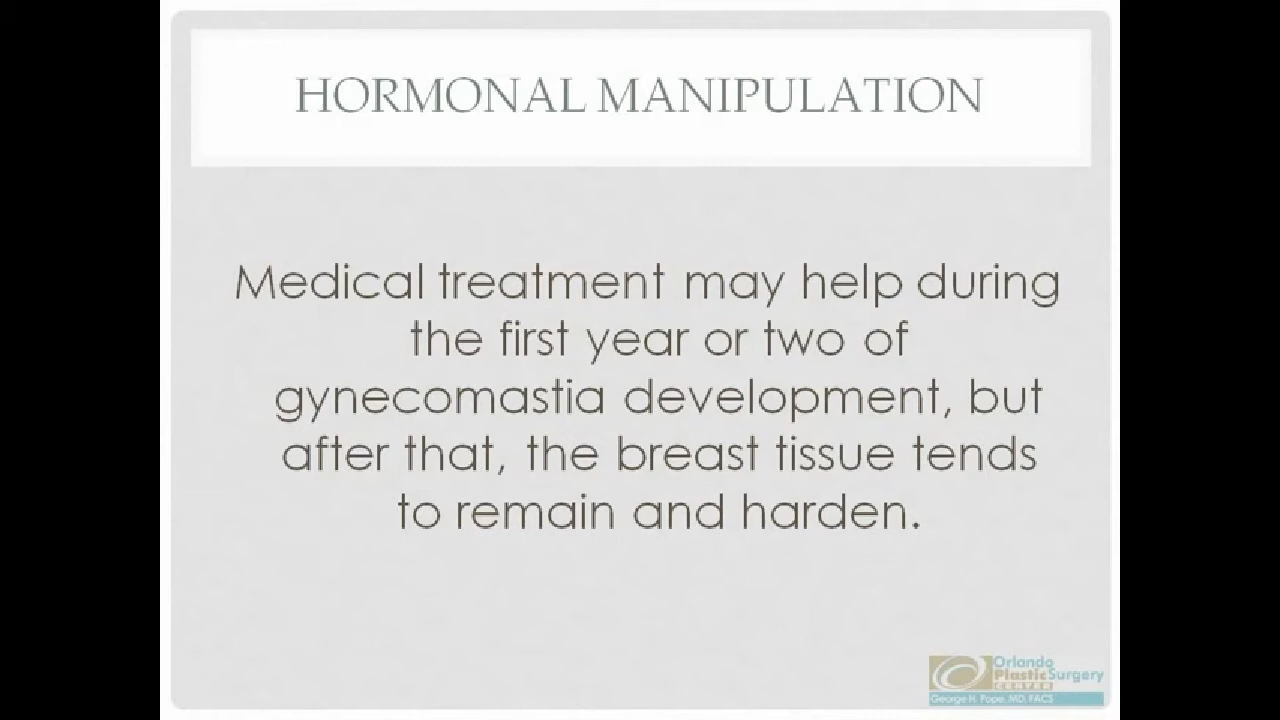 HORMONAL MANIPULATION
Medical treatment may help during
the first year or two of
gynecomastia development, but
after that, the breast tissue tends
to remain and harden.
Orlando
Plastic Surgery
CENTER
George H. Pope, MD, FACS